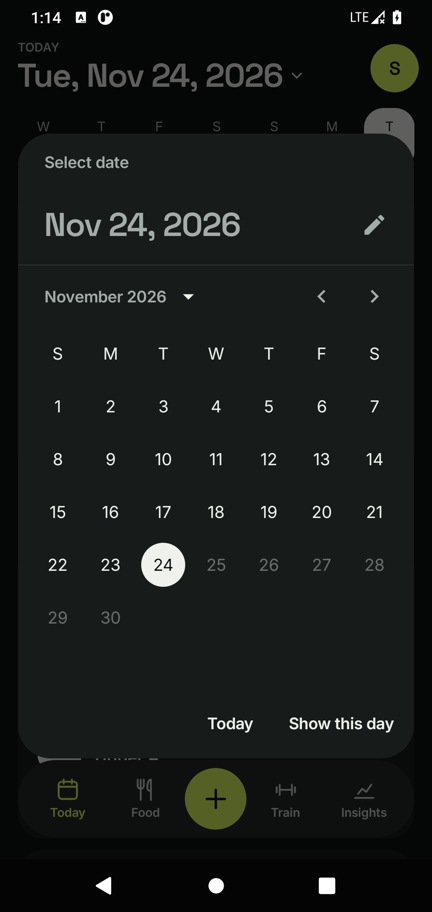 1:14
LTE
TODAY
Tue, Nov 24, 2026
S
W T F S S M T
Select date
Nov 24, 2026
November 2026
S M T W T F S
1 2 3 4 5 6 7
8 9 10 11 12 13 14
15 16 17 18 19 20 21
22 23 24 25 26 27 28
29 30
Today Show this day
Today Food Train Insights